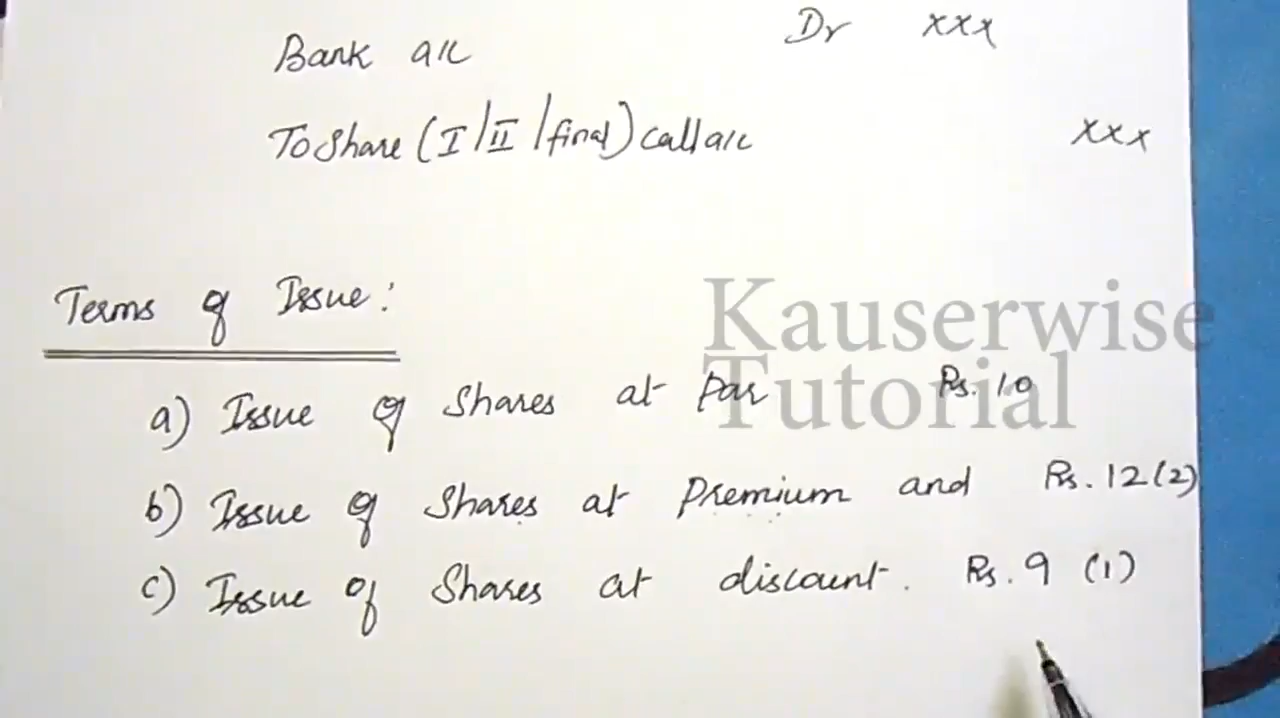 Bank a/c Dr xxx
To Share (I/II/final) call a/c xxx
Terms of Issue:
a) Issue of Shares at Par Rs. 10
b) Issue of Shares at Premium and Rs. 12 (2)
c) Issue of Shares at discount. Rs. 9 (1)
Kauserwise
Tutorial